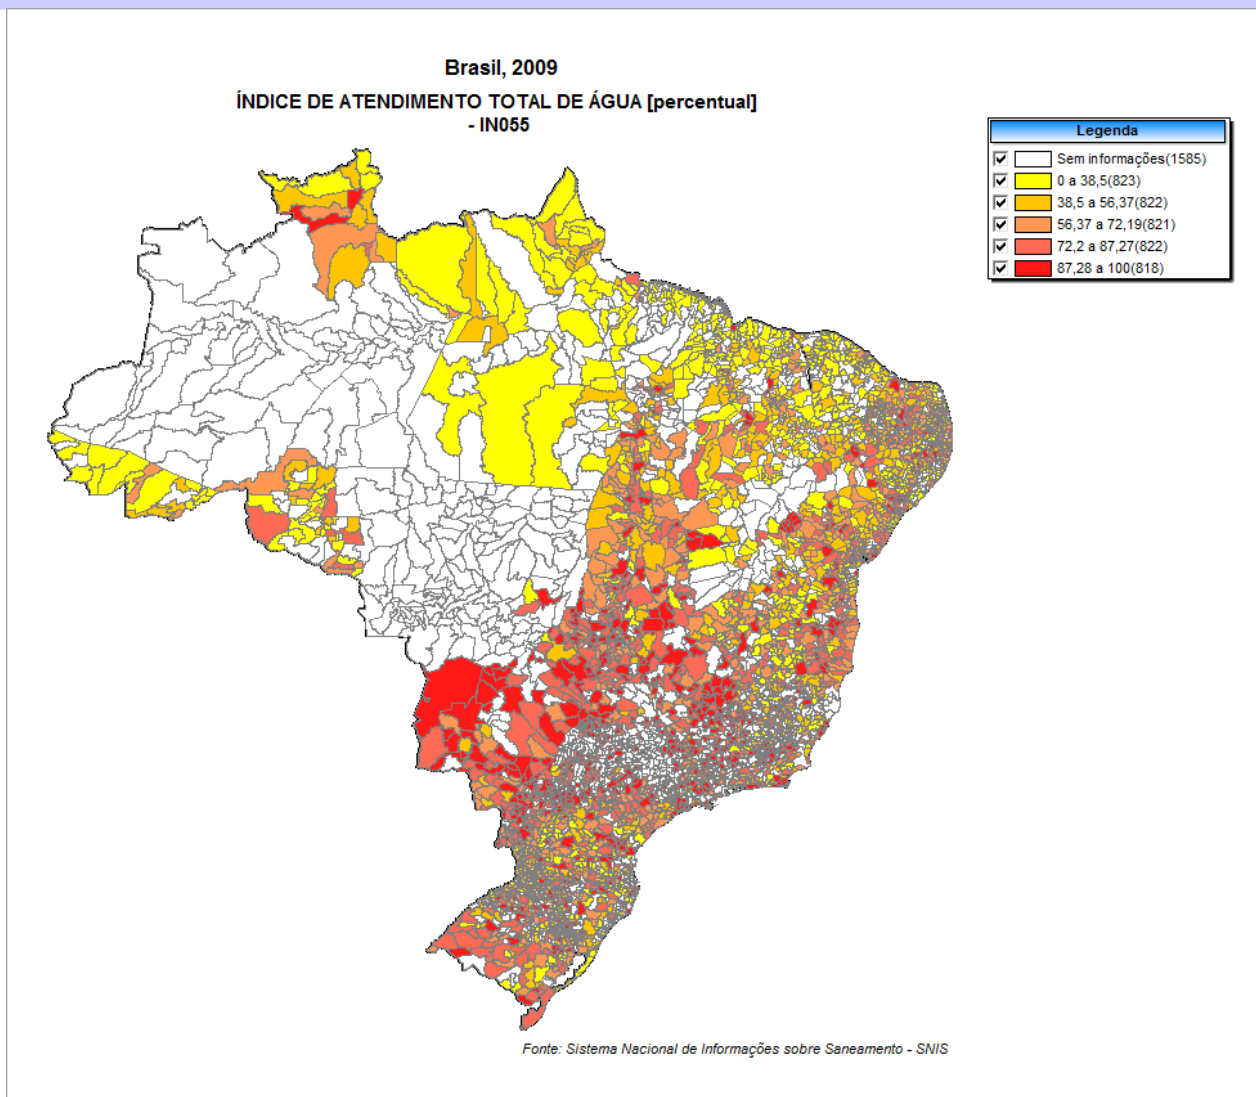 Brasil, 2009
ÍNDICE DE ATENDIMENTO TOTAL DE ÁGUA [percentual]
- IN055
Legenda
Sem informações(1585)
0 a 38,5(823)
38,5 a 56,37(822)
56,37 a 72,19(821)
72,2 a 87,27(822)
87,28 a 100(818)
Fonte: Sistema Nacional de Informações sobre Saneamento - SNIS